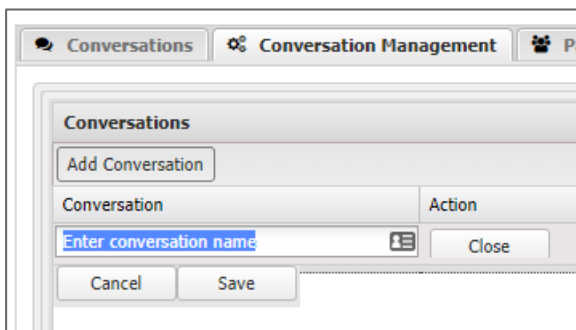 Conversations Conversation Management
Conversations
Add Conversation
Conversation Action
Enter conversation name Close
Cancel Save